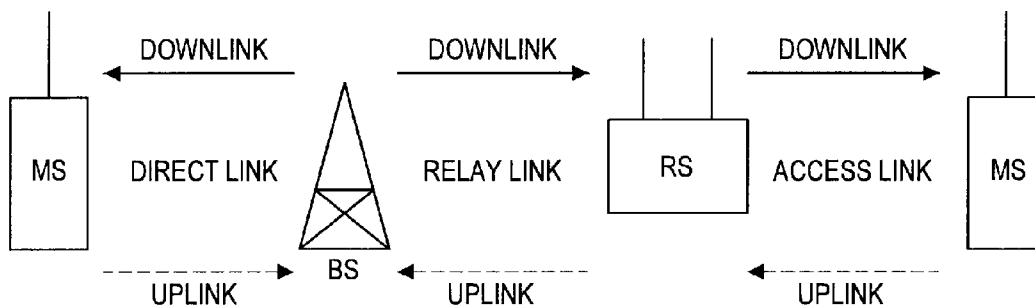 DOWNLINK DOWNLINK DOWNLINK
MS DIRECT LINK RELAY LINK RS ACCESS LINK MS
BS
UPLINK UPLINK UPLINK